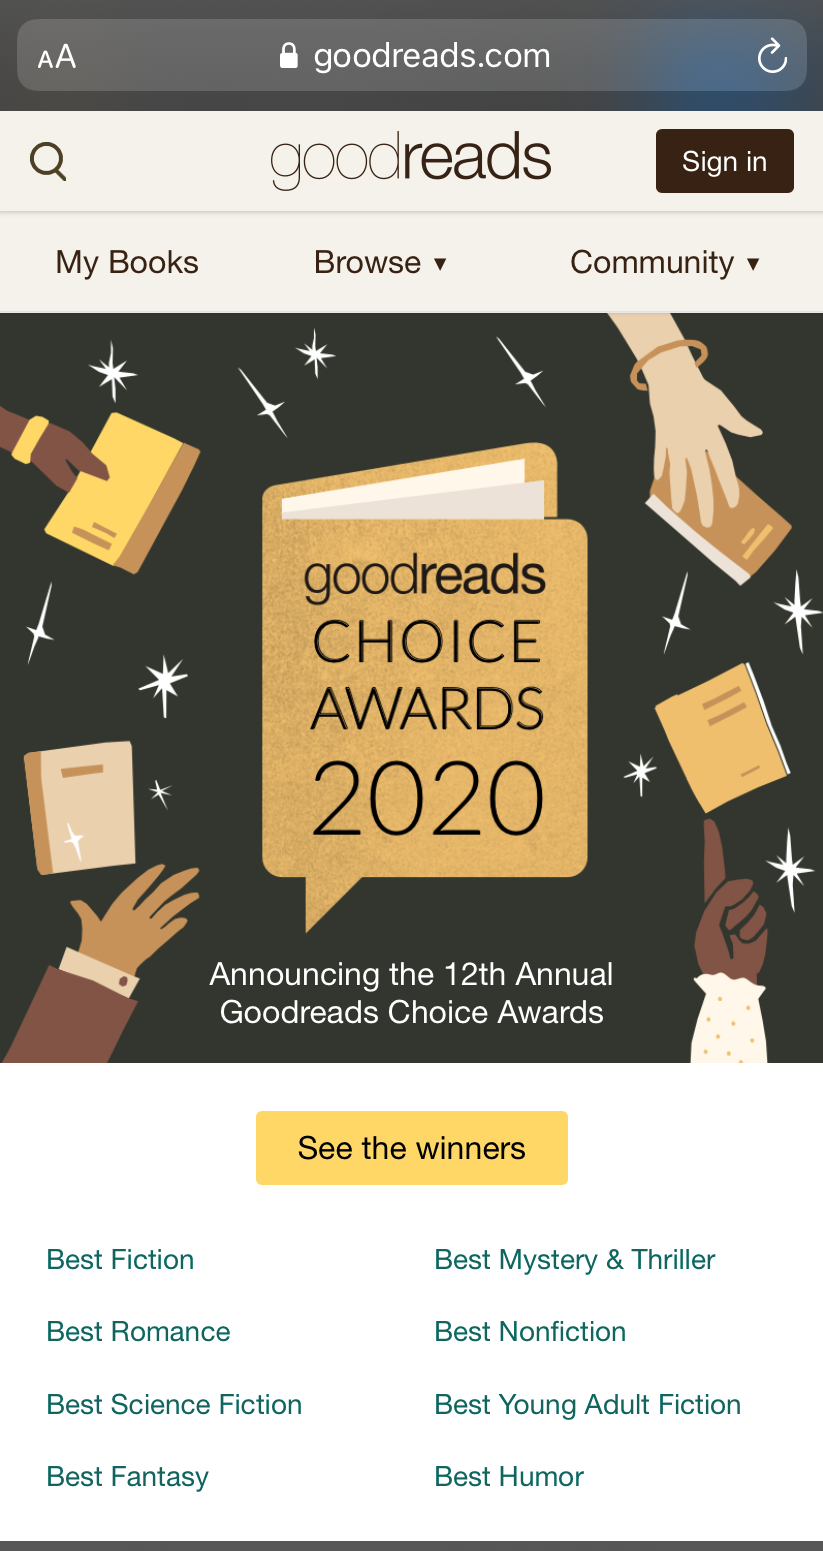 AA goodreads.com
goodreads Sign in
My Books Browse ▼ Community ▼
goodreads
CHOICE
AWARDS
2020
Announcing the 12th Annual
Goodreads Choice Awards
See the winners
Best Fiction Best Mystery & Thriller
Best Romance Best Nonfiction
Best Science Fiction Best Young Adult Fiction
Best Fantasy Best Humor